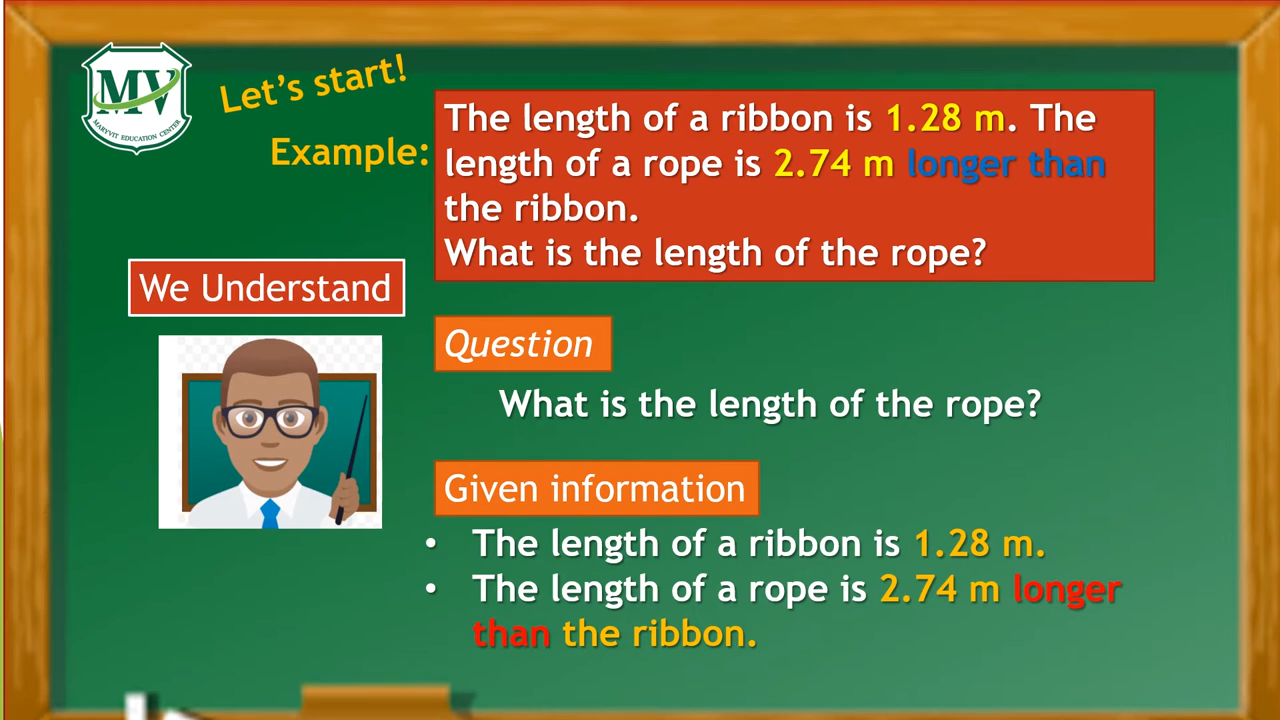 MV
MARYVIT EDUCATION CENTER
Let's start!
Example:
The length of a ribbon is 1.28 m. The
length of a rope is 2.74 m longer than
the ribbon.
What is the length of the rope?
We Understand
Question
What is the length of the rope?
Given information
• The length of a ribbon is 1.28 m.
• The length of a rope is 2.74 m longer
than the ribbon.